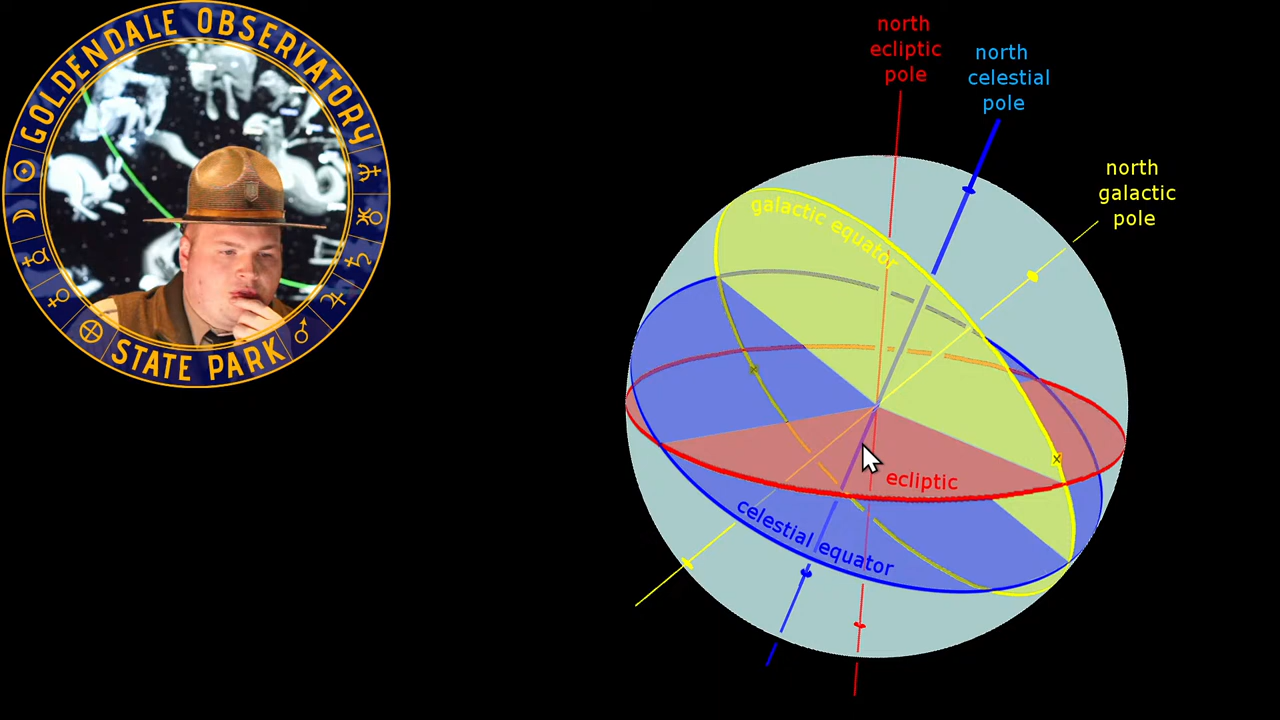 GOLDENDALE OBSERVATORY
STATE PARK
north
ecliptic
pole
north
celestial
pole
north
galactic
pole
galactic equator
ecliptic
celestial equator